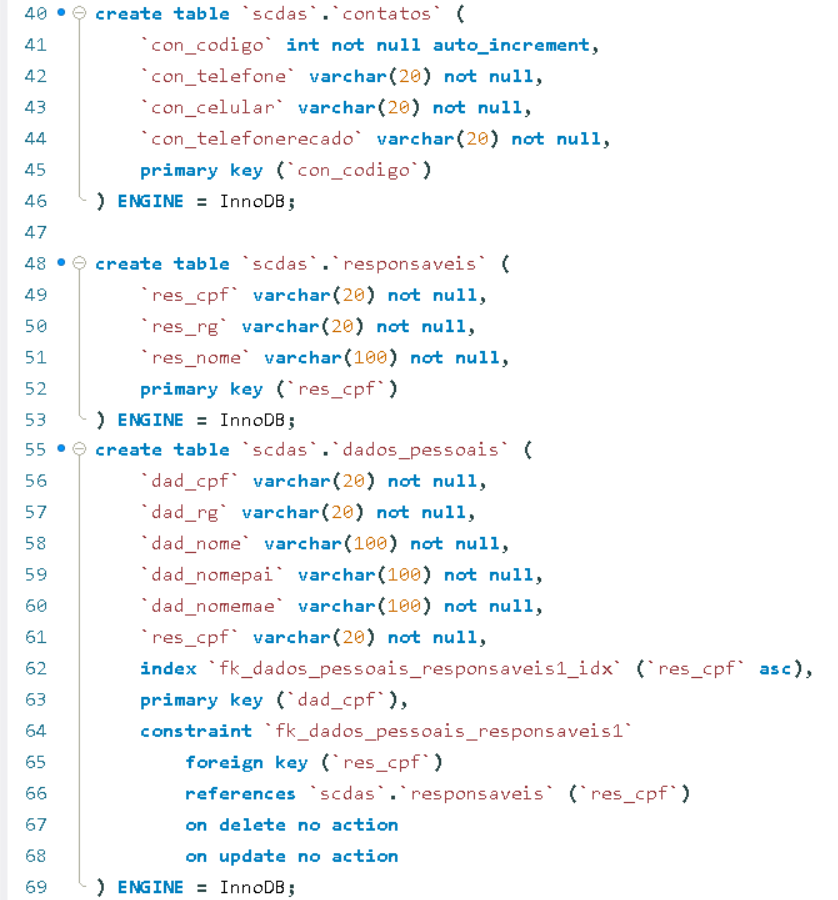 40 create table `scdas`.`contatos` (
41 `con_codigo` int not null auto_increment,
42 `con_telefone` varchar(20) not null,
43 `con_celular` varchar(20) not null,
44 `con_telefonerecado` varchar(20) not null,
45 primary key (`con_codigo`)
46 ) ENGINE = InnoDB;
47
48 create table `scdas`.`responsaveis` (
49 `res_cpf` varchar(20) not null,
50 `res_rg` varchar(20) not null,
51 `res_nome` varchar(100) not null,
52 primary key (`res_cpf`)
53 ) ENGINE = InnoDB;
55 create table `scdas`.`dados_pessoais` (
56 `dad_cpf` varchar(20) not null,
57 `dad_rg` varchar(20) not null,
58 `dad_nome` varchar(100) not null,
59 `dad_nomepai` varchar(100) not null,
60 `dad_nomemae` varchar(100) not null,
61 `res_cpf` varchar(20) not null,
62 index `fk_dados_pessoais_responsaveis1_idx` (`res_cpf` asc),
63 primary key (`dad_cpf`),
64 constraint `fk_dados_pessoais_responsaveis1`
65 foreign key (`res_cpf`)
66 references `scdas`.`responsaveis` (`res_cpf`)
67 on delete no action
68 on update no action
69 ) ENGINE = InnoDB;